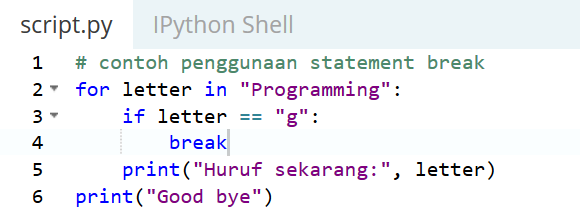 script.py IPython Shell
1 # contoh penggunaan statement break
2 for letter in "Programming":
3     if letter == "g":
4         break
5     print("Huruf sekarang:", letter)
6 print("Good bye")